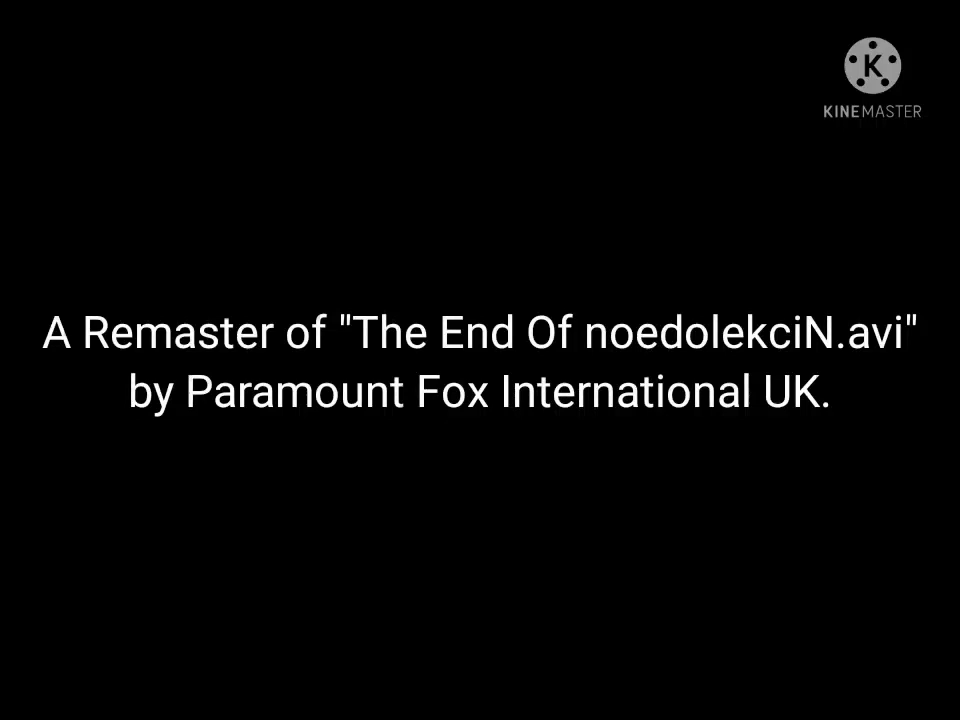 K
KINEMASTER
A Remaster of "The End Of noedolekciN.avi"
by Paramount Fox International UK.